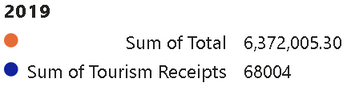 2019
Sum of Total 6,372,005.30
Sum of Tourism Receipts 68004